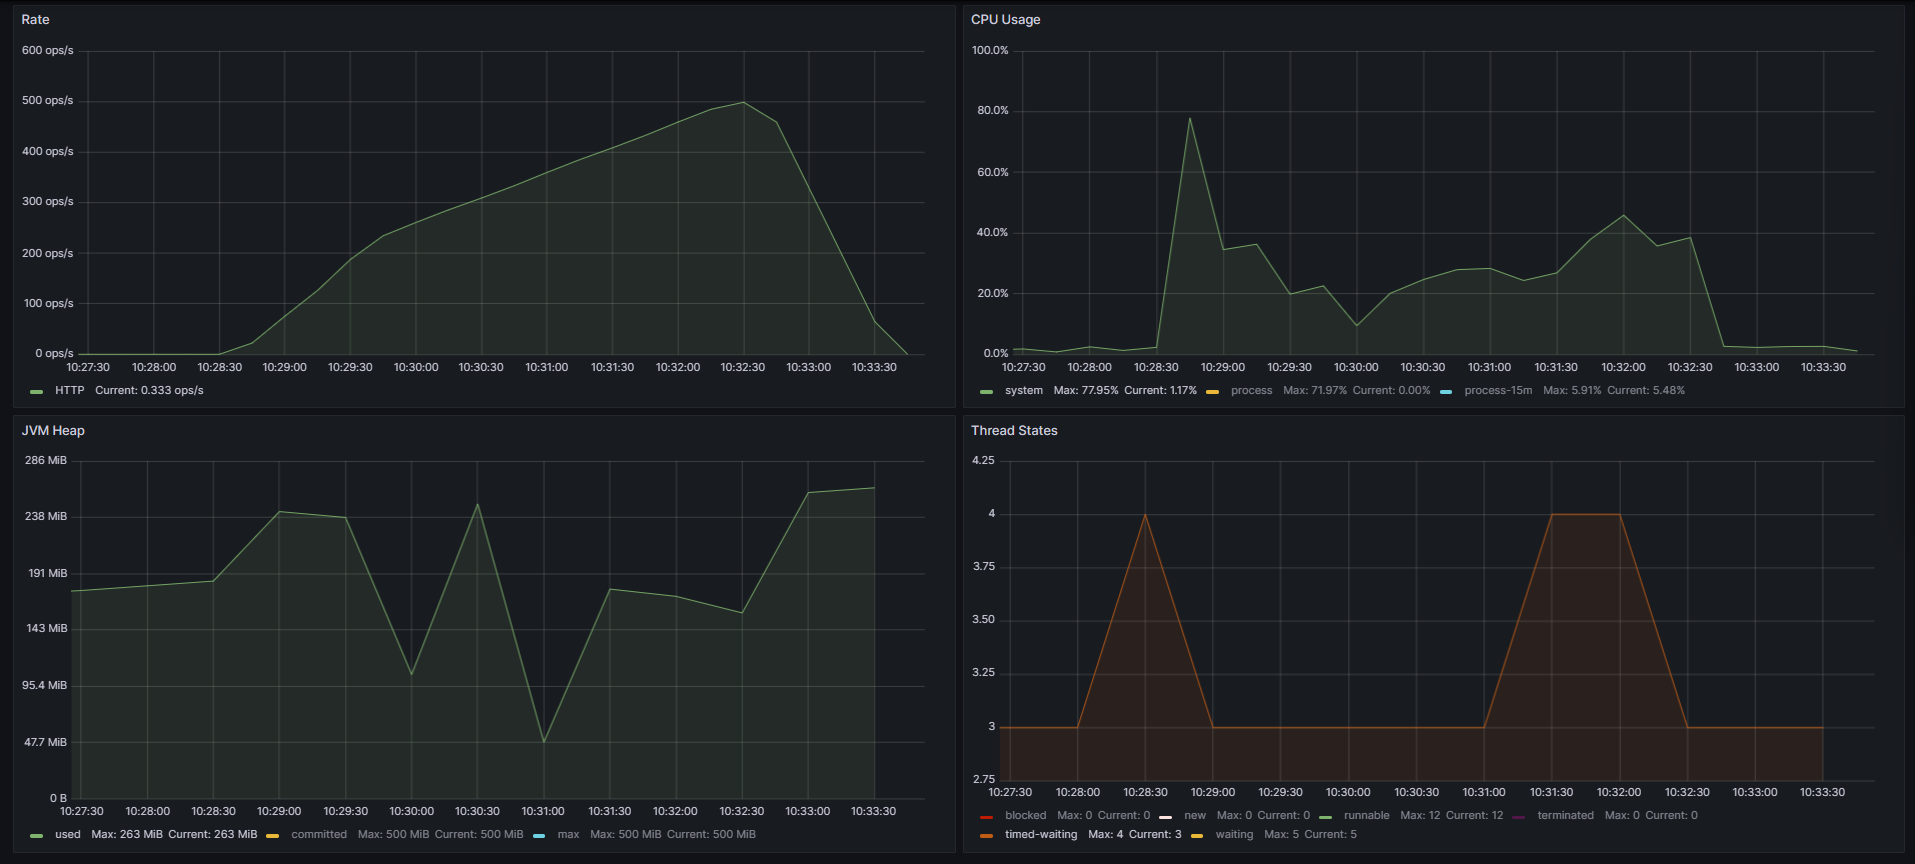 Rate
600 ops/s
500 ops/s
400 ops/s
300 ops/s
200 ops/s
100 ops/s
0 ops/s
10:27:30 10:28:00 10:28:30 10:29:00 10:29:30 10:30:00 10:30:30 10:31:00 10:31:30 10:32:00 10:32:30 10:33:00 10:33:30
HTTP Current: 0.333 ops/s
CPU Usage
100.0%
80.0%
60.0%
40.0%
20.0%
0.0%
10:27:30 10:28:00 10:28:30 10:29:00 10:29:30 10:30:00 10:30:30 10:31:00 10:31:30 10:32:00 10:32:30 10:33:00 10:33:30
system Max: 77.95% Current: 1.17% process Max: 71.97% Current: 0.00% process-15m Max: 5.91% Current: 5.48%
JVM Heap
286 MiB
238 MiB
191 MiB
143 MiB
95.4 MiB
47.7 MiB
0 B
10:27:30 10:28:00 10:28:30 10:29:00 10:29:30 10:30:00 10:30:30 10:31:00 10:31:30 10:32:00 10:32:30 10:33:00 10:33:30
used Max: 263 MiB Current: 263 MiB committed Max: 500 MiB Current: 500 MiB max Max: 500 MiB Current: 500 MiB
Thread States
4.25
4
3.75
3.50
3.25
3
2.75
10:27:30 10:28:00 10:28:30 10:29:00 10:29:30 10:30:00 10:30:30 10:31:00 10:31:30 10:32:00 10:32:30 10:33:00 10:33:30
blocked Max: 0 Current: 0 new Max: 0 Current: 0 runnable Max: 12 Current: 12 terminated Max: 0 Current: 0
timed-waiting Max: 4 Current: 3 waiting Max: 5 Current: 5